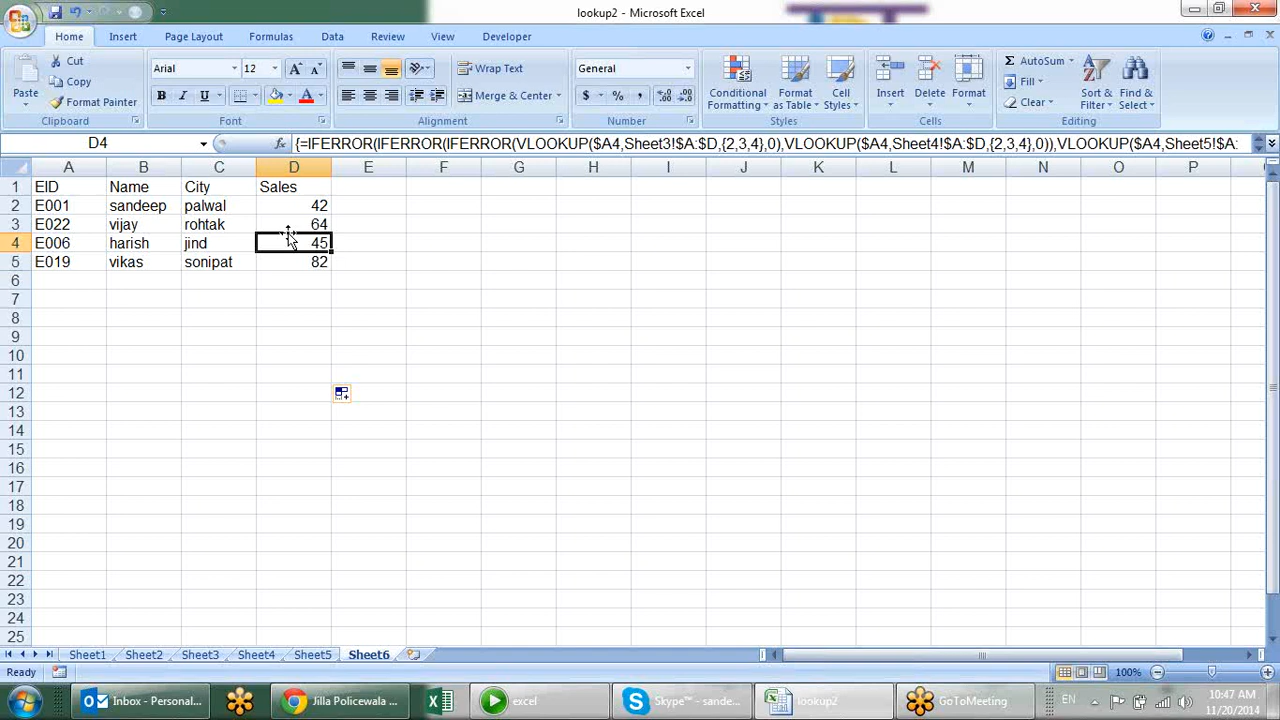 lookup2 - Microsoft Excel
Home Insert Page Layout Formulas Data Review View Developer
Paste
Cut
Copy
Format Painter
Clipboard
Arial 12
B I U
Font
Wrap Text
Merge & Center
Alignment
General
$ % ,
Number
Conditional Formatting
Format as Table
Cell Styles
Styles
Insert Delete Format
Cells
Σ AutoSum
Fill
Clear
Sort & Filter
Find & Select
Editing
D4 fx {=IFERROR(IFERROR(IFERROR(VLOOKUP($A4,Sheet3!$A:$D,{2,3,4},0),VLOOKUP($A4,Sheet4!$A:$D,{2,3,4},0)),VLOOKUP($A4,Sheet5!$A:
A B C D E F G H I J K L M N O P
1 EID Name City Sales
2 E001 sandeep palwal 42
3 E022 vijay rohtak 64
4 E006 harish jind 45
5 E019 vikas sonipat 82
6
7
8
9
10
11
12
13
14
15
16
17
18
19
20
21
22
23
24
25
Sheet1 Sheet2 Sheet3 Sheet4 Sheet5 Sheet6
Ready 100%
Inbox - Personal... Jilla Policewala ... excel Skype™ - sande... lookup2 GoToMeeting EN 10:47 AM
11/20/2014